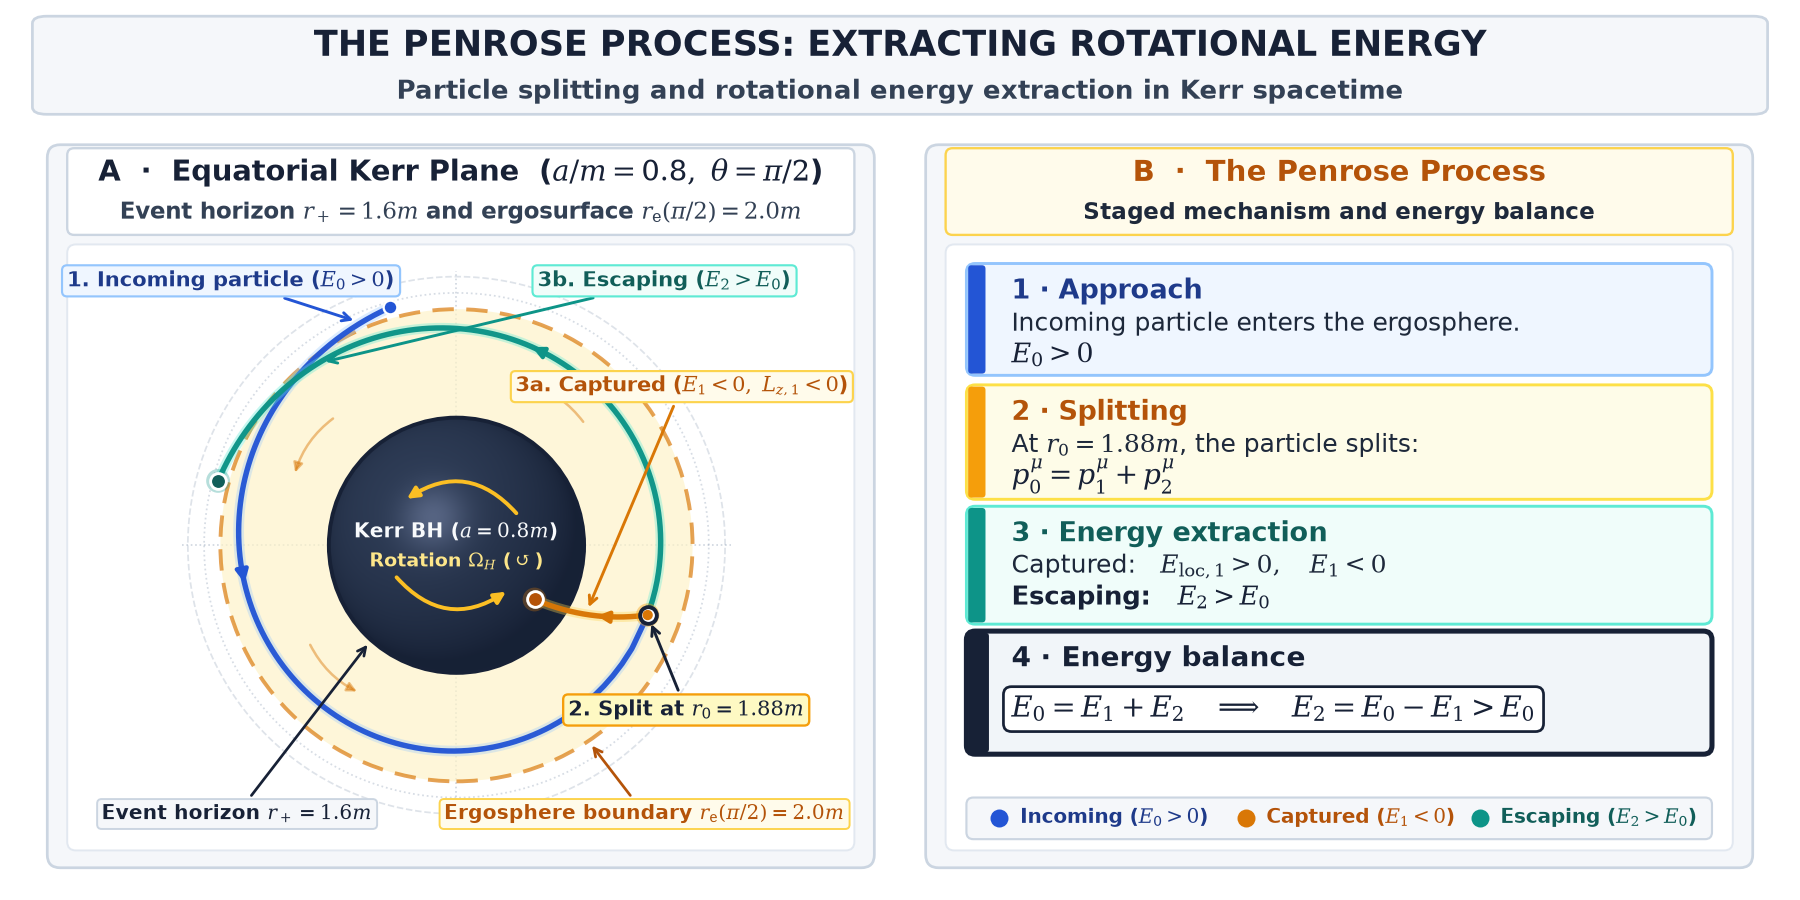 THE PENROSE PROCESS: EXTRACTING ROTATIONAL ENERGY
Particle splitting and rotational energy extraction in Kerr spacetime
A · Equatorial Kerr Plane (a/m = 0.8, θ = π/2)
Event horizon r₊ = 1.6m and ergosurface rₑ(π/2) = 2.0m
1. Incoming particle (E₀ > 0)
3b. Escaping (E₂ > E₀)
3a. Captured (E₁ < 0, L_{z,1} < 0)
Kerr BH (a = 0.8m)
Rotation Ω_H (↺)
2. Split at r₀ = 1.88m
Event horizon r₊ = 1.6m
Ergosphere boundary rₑ(π/2) = 2.0m
B · The Penrose Process
Staged mechanism and energy balance
1 · Approach
Incoming particle enters the ergosphere.
E₀ > 0
2 · Splitting
At r₀ = 1.88m, the particle splits:
p₀^μ = p₁^μ + p₂^μ
3 · Energy extraction
Captured: E_{loc,1} > 0, E₁ < 0
Escaping: E₂ > E₀
4 · Energy balance
E₀ = E₁ + E₂ ⟹ E₂ = E₀ − E₁ > E₀
Incoming (E₀ > 0)
Captured (E₁ < 0)
Escaping (E₂ > E₀)